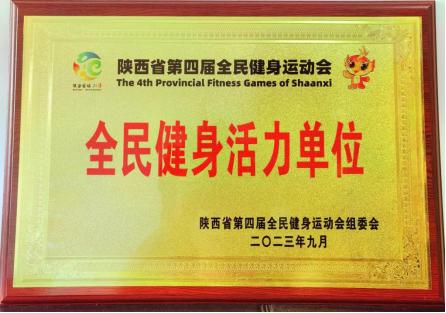 陕西省第四届全民健身运动会
The 4th Provincial Fitness Games of Shaanxi
全民健身活力单位
陕西省第四届全民健身运动会组委会
二〇二三年九月